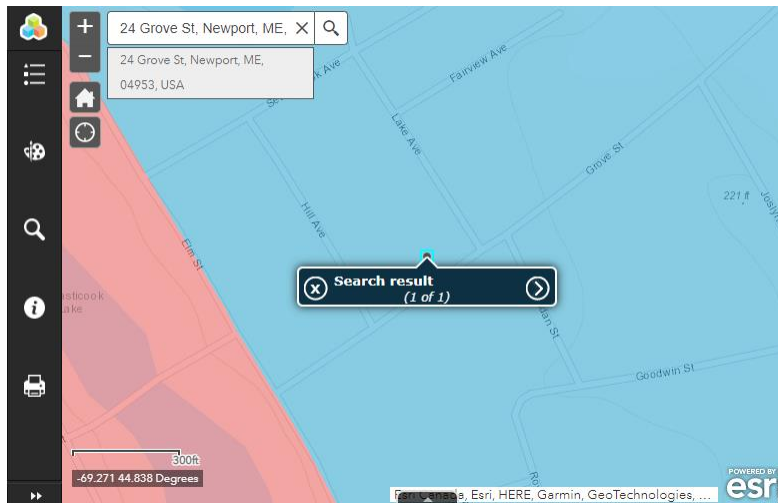 24 Grove St, Newport, ME,
24 Grove St, Newport, ME,
04953, USA
Fairview Ave
Lake Ave
Grove St
221 ft
Hill Ave
Elm St
Search result
(1 of 1)
Goodwin St
300ft
-69.271 44.838 Degrees
Esri Canada, Esri, HERE, Garmin, GeoTechnologies, ...
POWERED BY
esri